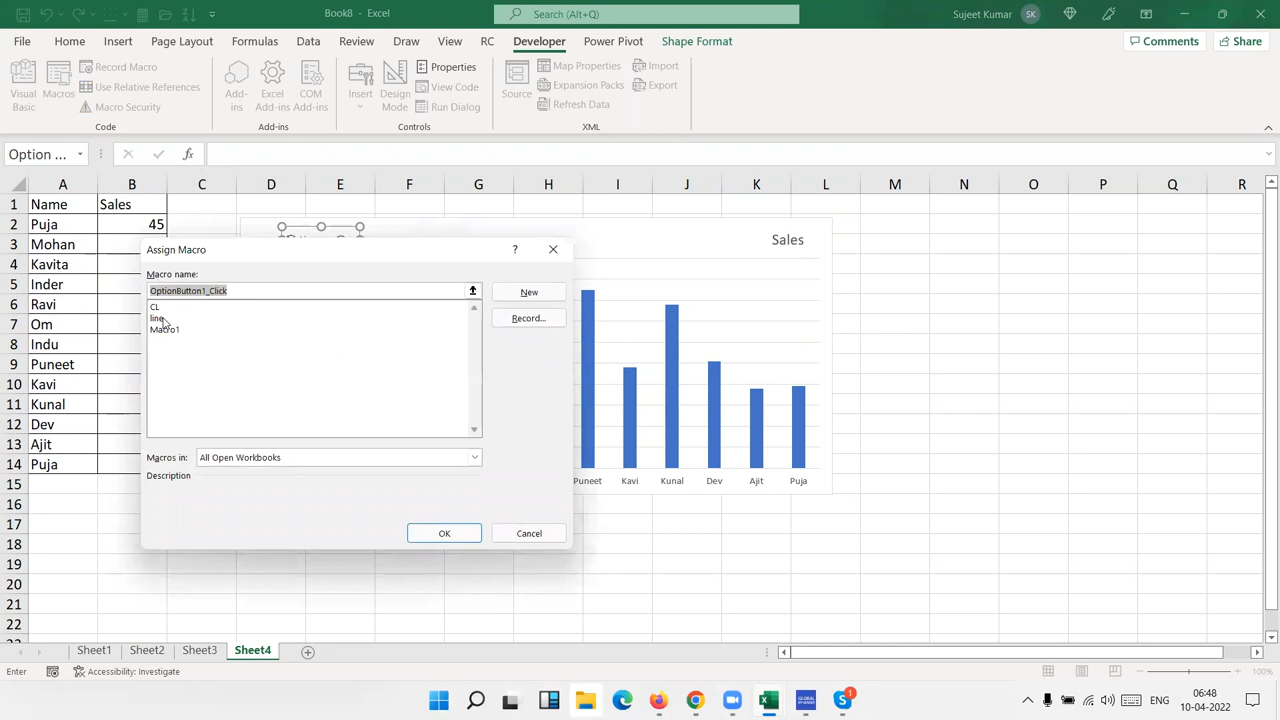 Book8 - Excel
Search (Alt+Q)
Sujeet Kumar SK
File Home Insert Page Layout Formulas Data Review Draw View RC Developer Power Pivot Shape Format
Comments Share
Visual Basic
Macros
Record Macro
Use Relative References
Macro Security
Code
Add-ins
Excel Add-ins
COM Add-ins
Add-ins
Insert
Design Mode
Properties
View Code
Run Dialog
Controls
Source
Map Properties
Expansion Packs
Refresh Data
Import
Export
XML
Option ...
fx
A B C D E F G H I J K L M N O P Q R
1 Name Sales
2 Puja 45
3 Mohan
4 Kavita
5 Inder
6 Ravi
7 Om
8 Indu
9 Puneet
10 Kavi
11 Kunal
12 Dev
13 Ajit
14 Puja
15
16
17
18
19
20
21
22
Sales
Puneet Kavi Kunal Dev Ajit Puja
Assign Macro
?
Macro name:
OptionButton1_Click
CL
line
Macro1
New
Record...
Macros in: All Open Workbooks
Description
OK Cancel
Sheet1 Sheet2 Sheet3 Sheet4
Enter
Accessibility: Investigate
100%
1
ENG
06:48
10-04-2022